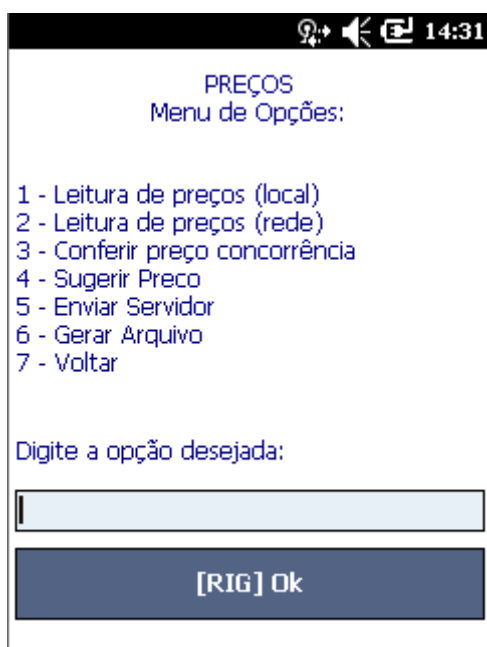 14:31
PREÇOS
Menu de Opções:
1 - Leitura de preços (local)
2 - Leitura de preços (rede)
3 - Conferir preço concorrência
4 - Sugerir Preco
5 - Enviar Servidor
6 - Gerar Arquivo
7 - Voltar
Digite a opção desejada:
[RIG] Ok